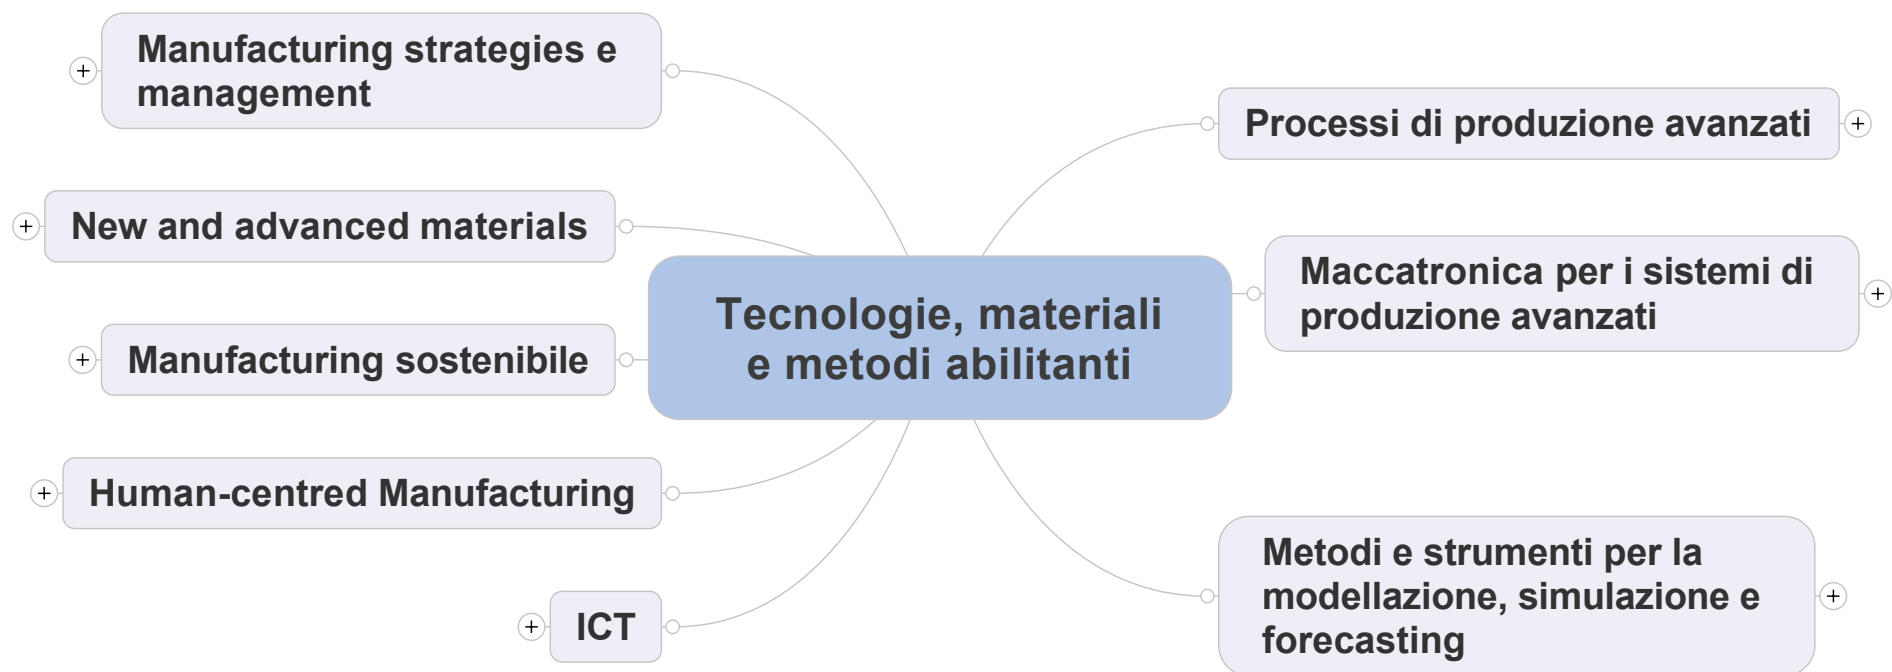 Manufacturing strategies e
management
New and advanced materials
Manufacturing sostenibile
Human-centred Manufacturing
ICT
Tecnologie, materiali
e metodi abilitanti
Processi di produzione avanzati
Maccatronica per i sistemi di
produzione avanzati
Metodi e strumenti per la
modellazione, simulazione e
forecasting